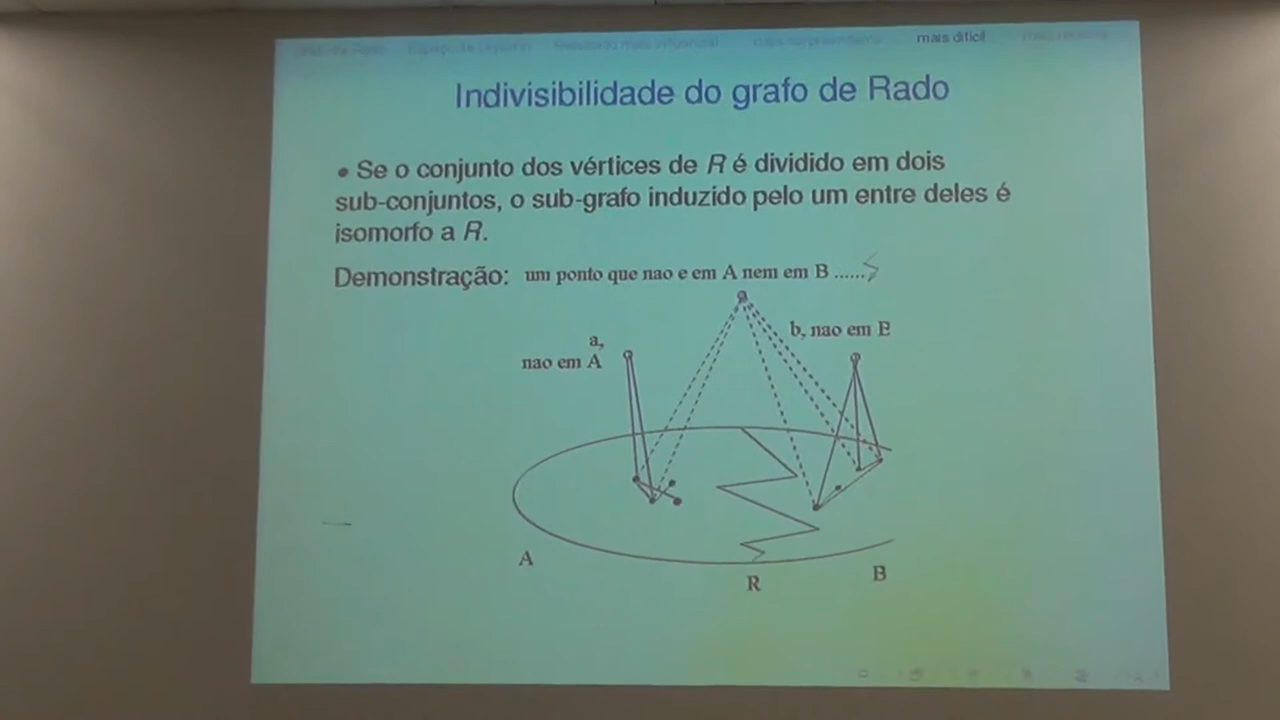 mais difícil
Indivisibilidade do grafo de Rado
• Se o conjunto dos vértices de R é dividido em dois
sub-conjuntos, o sub-grafo induzido pelo um entre deles é
isomorfo a R.
Demonstração: um ponto que nao e em A nem em B ......
b, nao em B
a,
nao em A
A
R
B